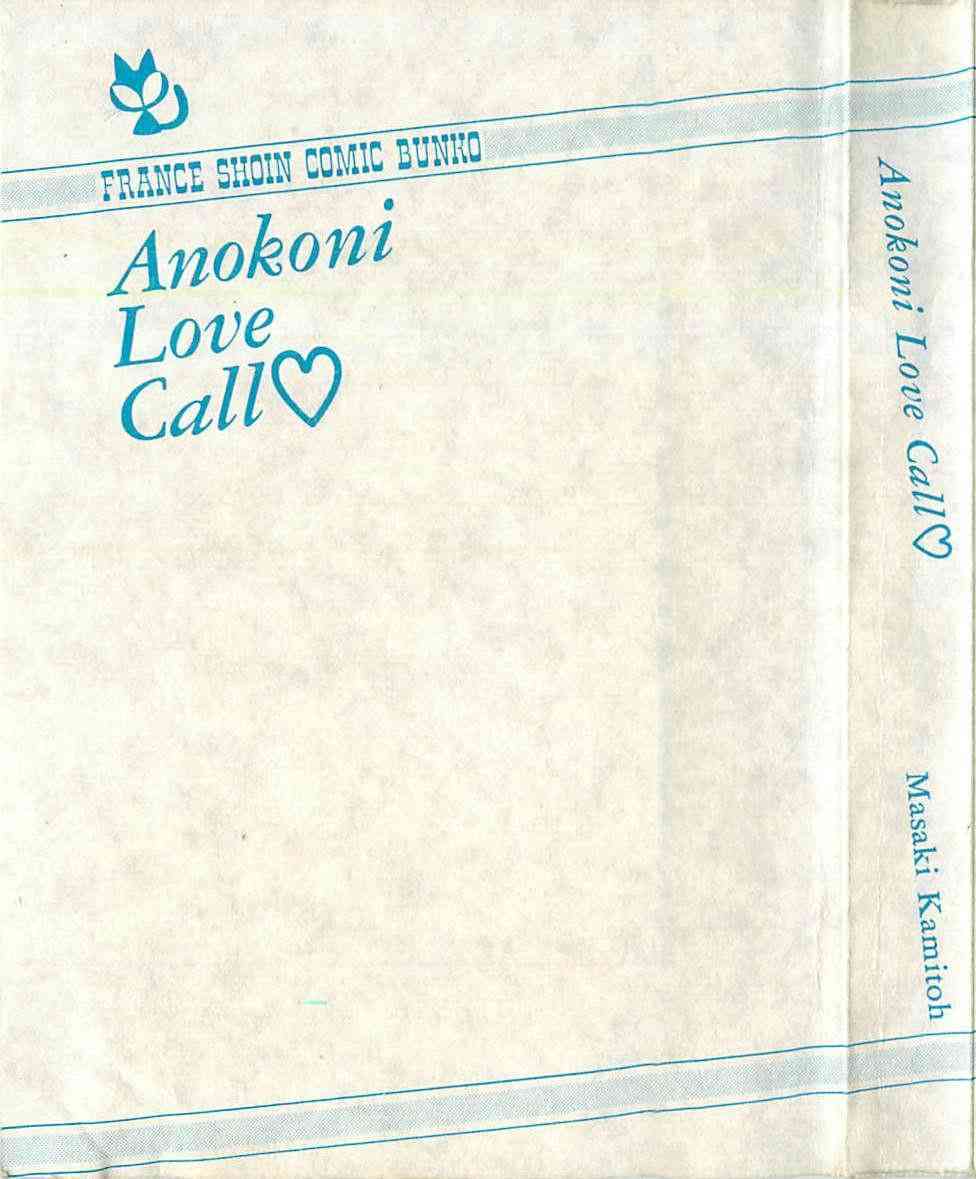 FRANCE SHOIN COMIC BUNKO
Anokoni
Love
Call♡
Anokoni Love Call♡
Masaki Kamitoh